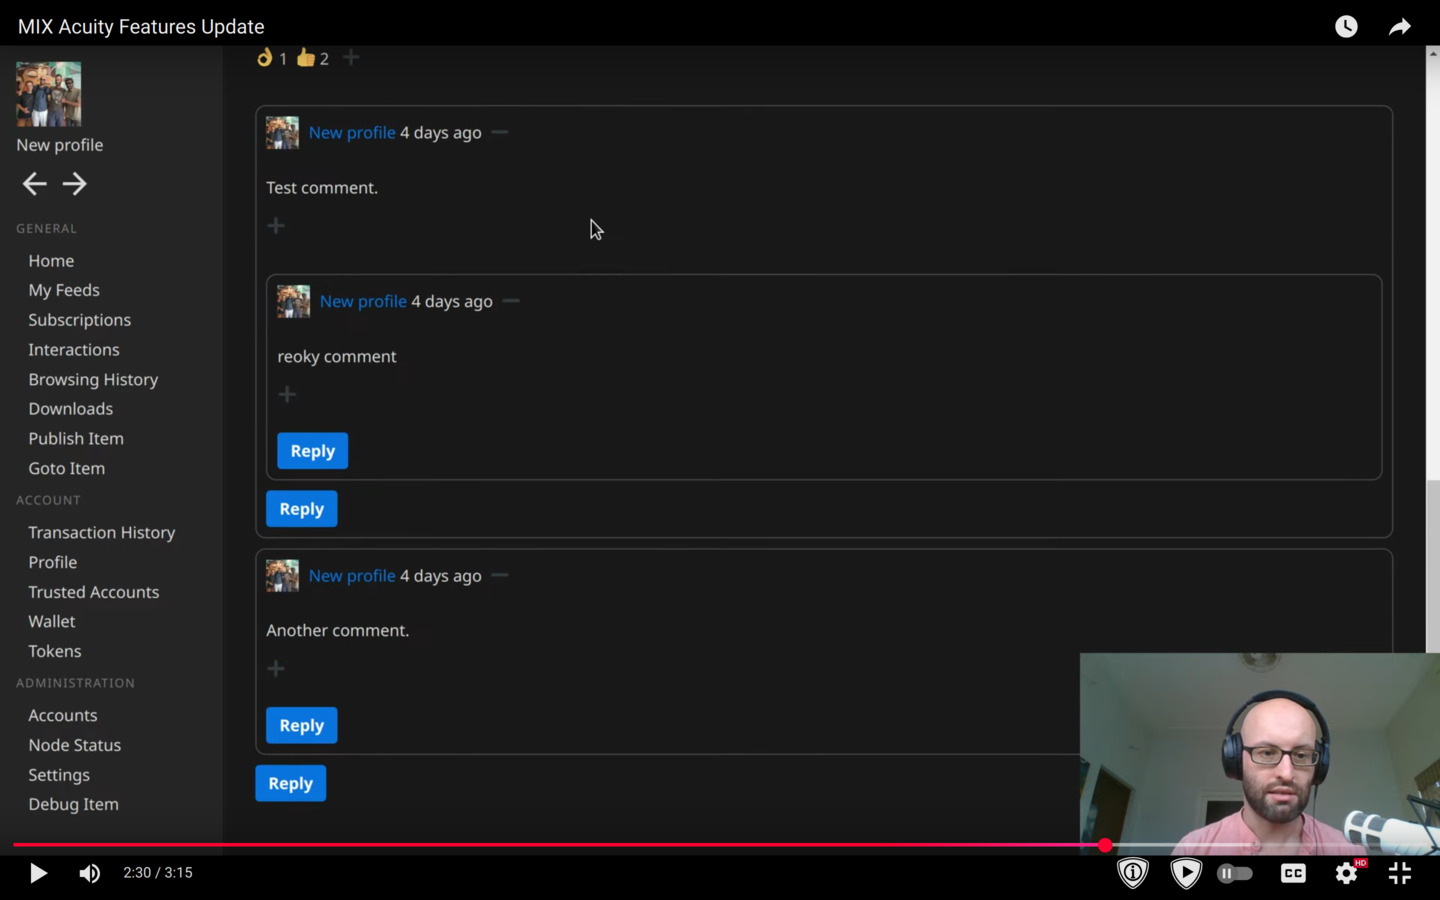 MIX Acuity Features Update
1 2
New profile
GENERAL
Home
My Feeds
Subscriptions
Interactions
Browsing History
Downloads
Publish Item
Goto Item
ACCOUNT
Transaction History
Profile
Trusted Accounts
Wallet
Tokens
ADMINISTRATION
Accounts
Node Status
Settings
Debug Item
New profile 4 days ago
Test comment.
New profile 4 days ago
reoky comment
Reply
Reply
New profile 4 days ago
Another comment.
Reply
Reply
2:30 / 3:15
CC
HD